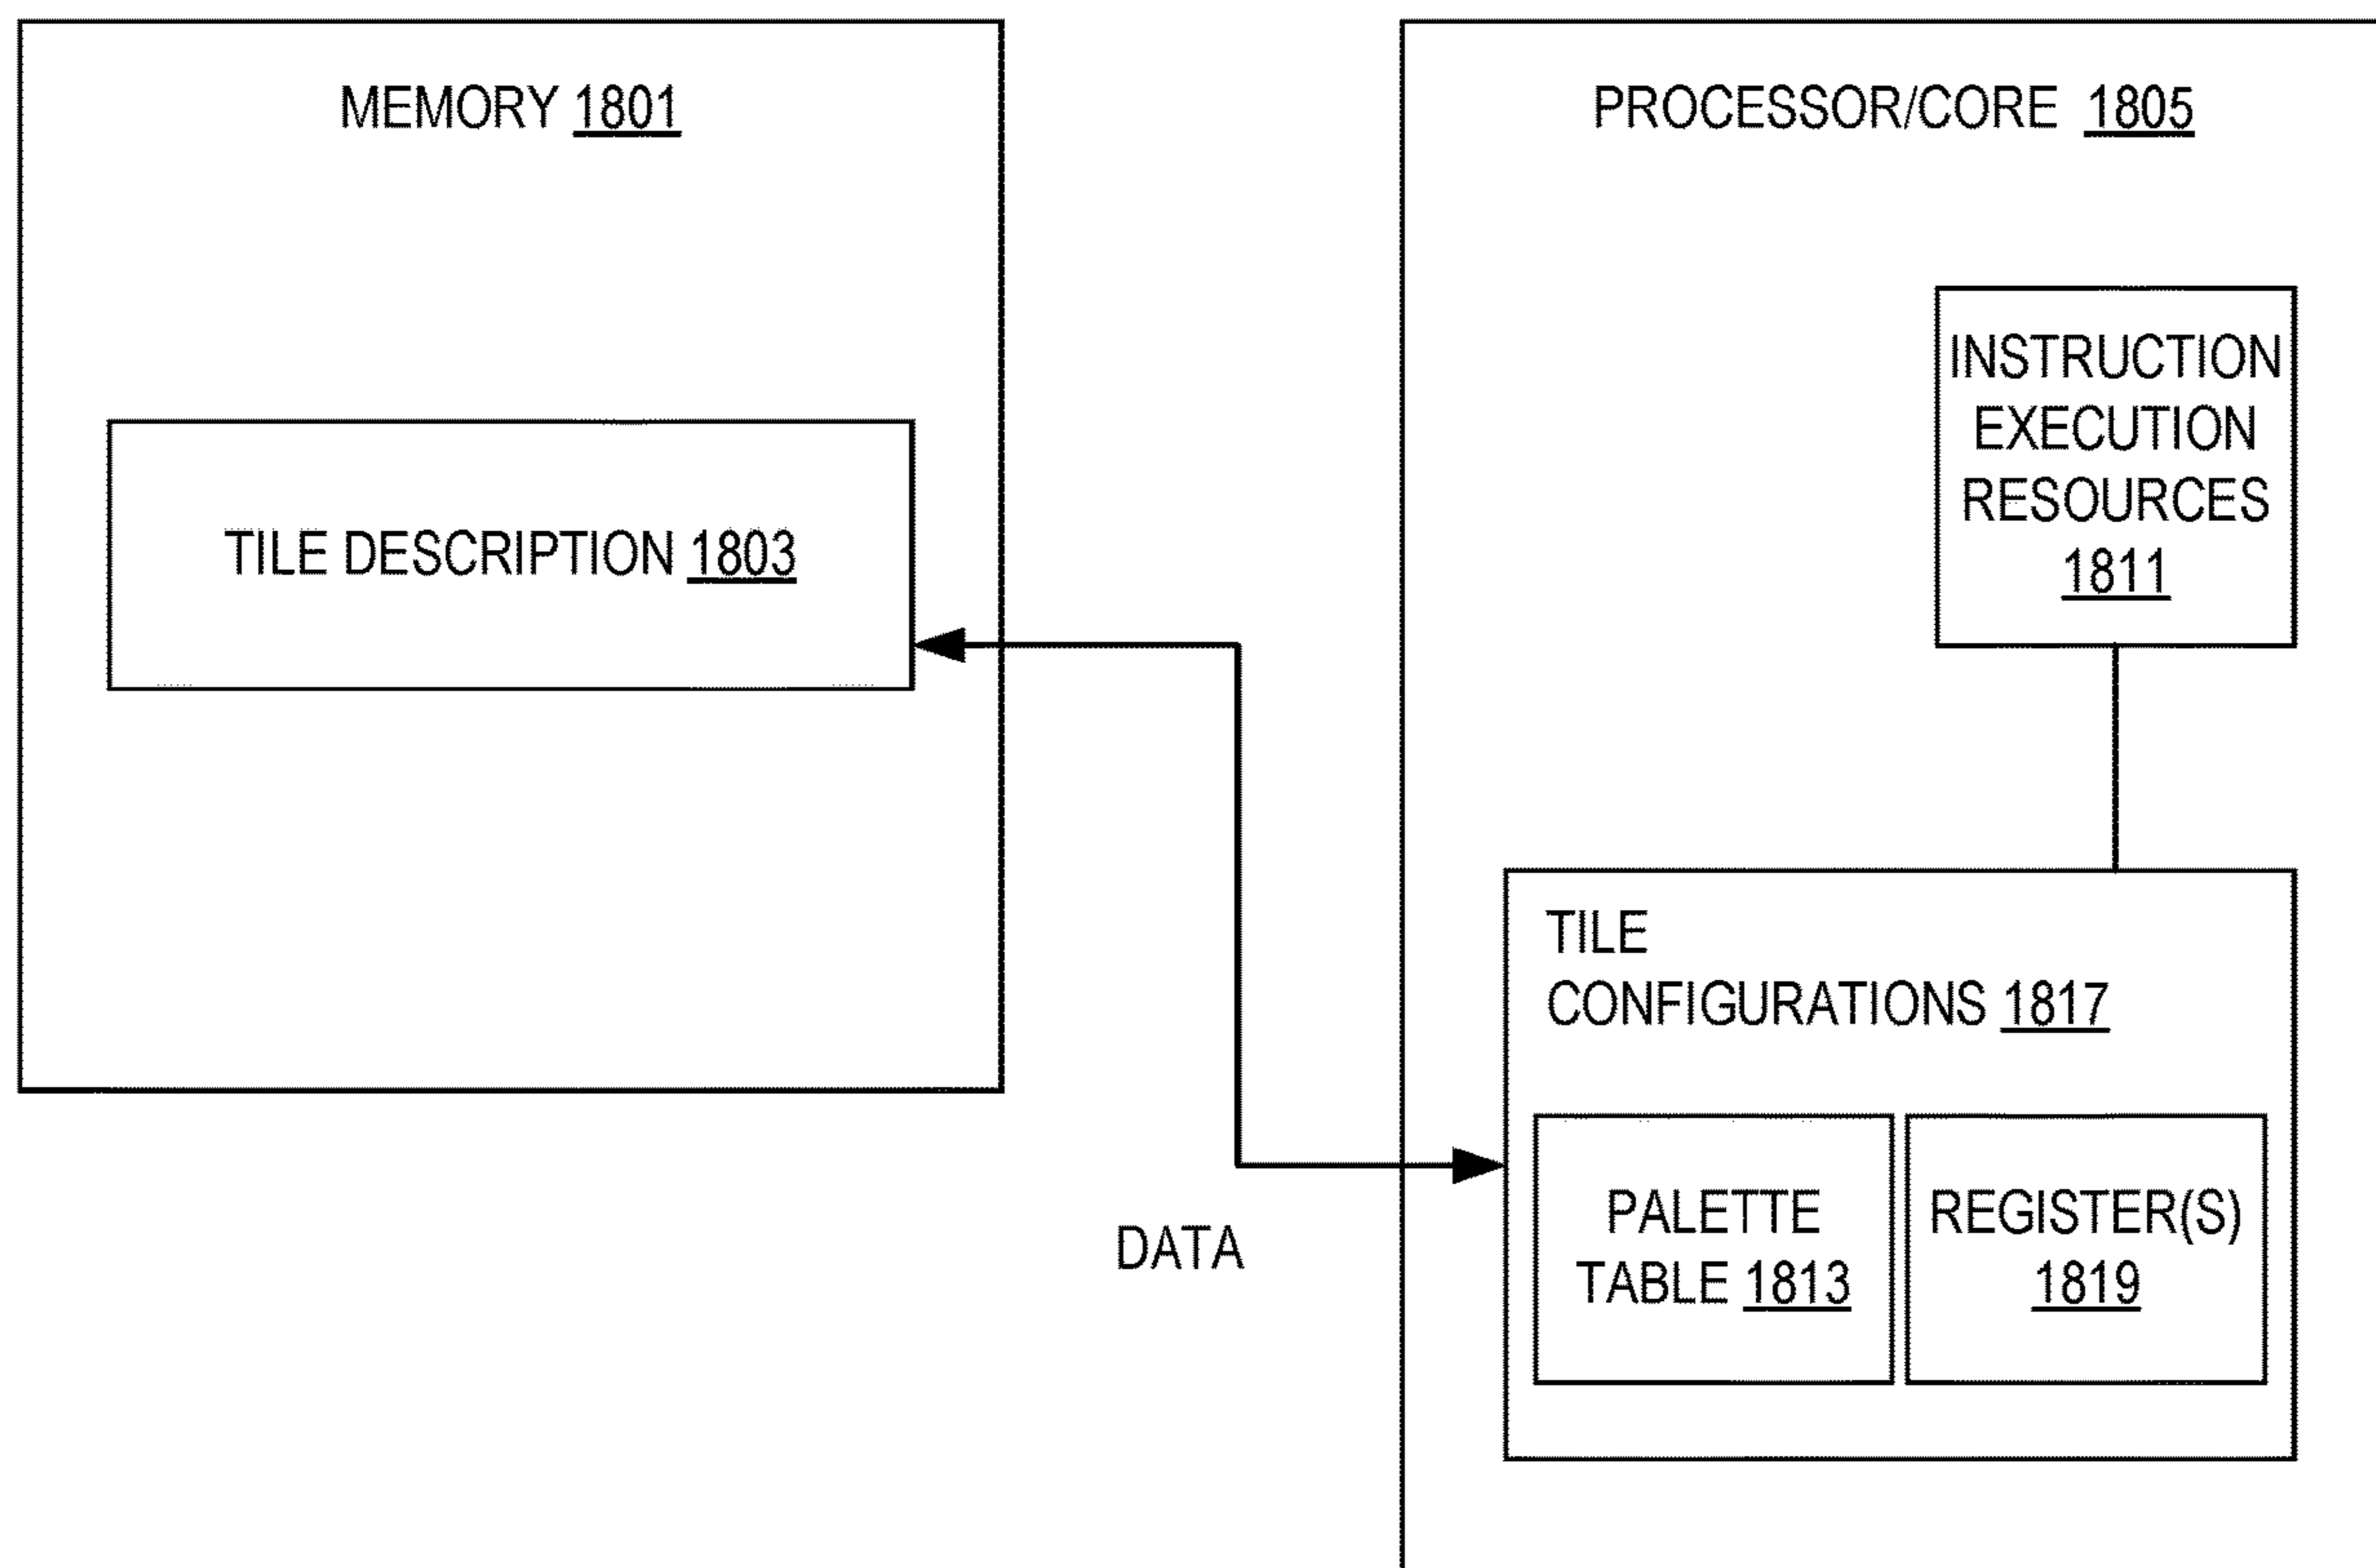 MEMORY 1801
TILE DESCRIPTION 1803
DATA
PROCESSOR/CORE 1805
INSTRUCTION
EXECUTION
RESOURCES
1811
TILE
CONFIGURATIONS 1817
PALETTE
TABLE 1813
REGISTER(S)
1819